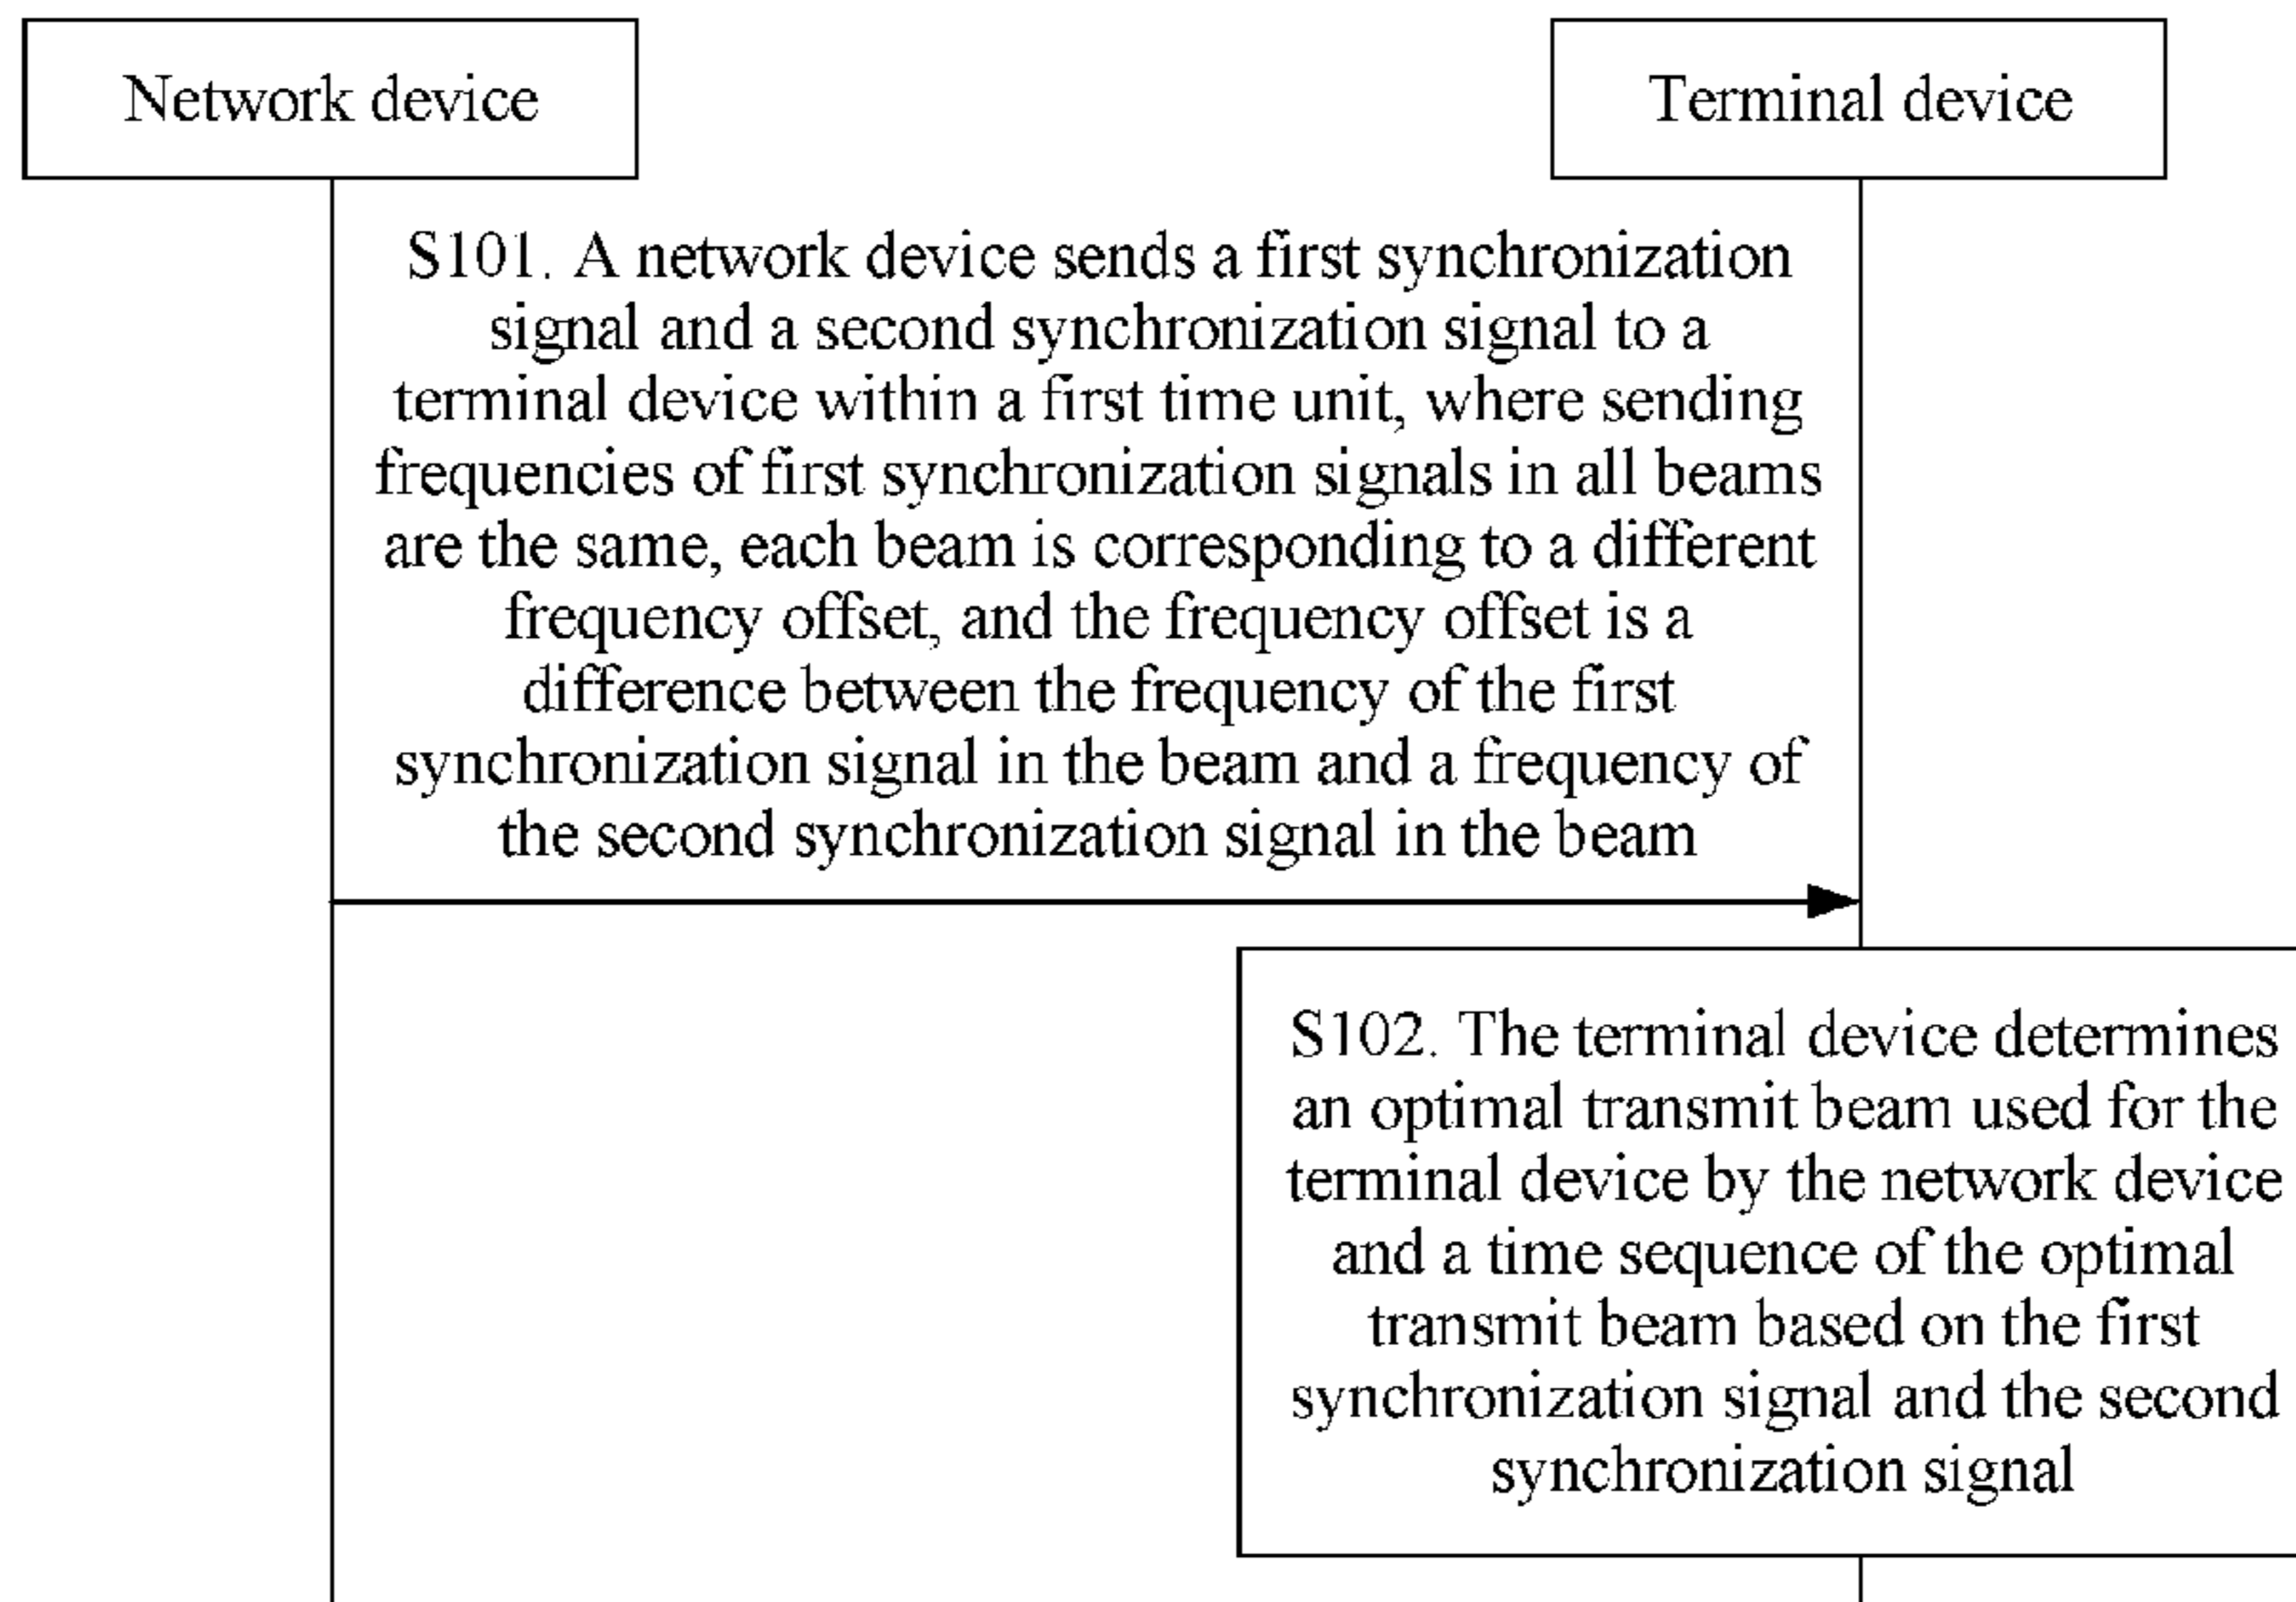 Network device
Terminal device
S101. A network device sends a first synchronization
signal and a second synchronization signal to a
terminal device within a first time unit, where sending
frequencies of first synchronization signals in all beams
are the same, each beam is corresponding to a different
frequency offset, and the frequency offset is a
difference between the frequency of the first
synchronization signal in the beam and a frequency of
the second synchronization signal in the beam
S102. The terminal device determines
an optimal transmit beam used for the
terminal device by the network device
and a time sequence of the optimal
transmit beam based on the first
synchronization signal and the second
synchronization signal